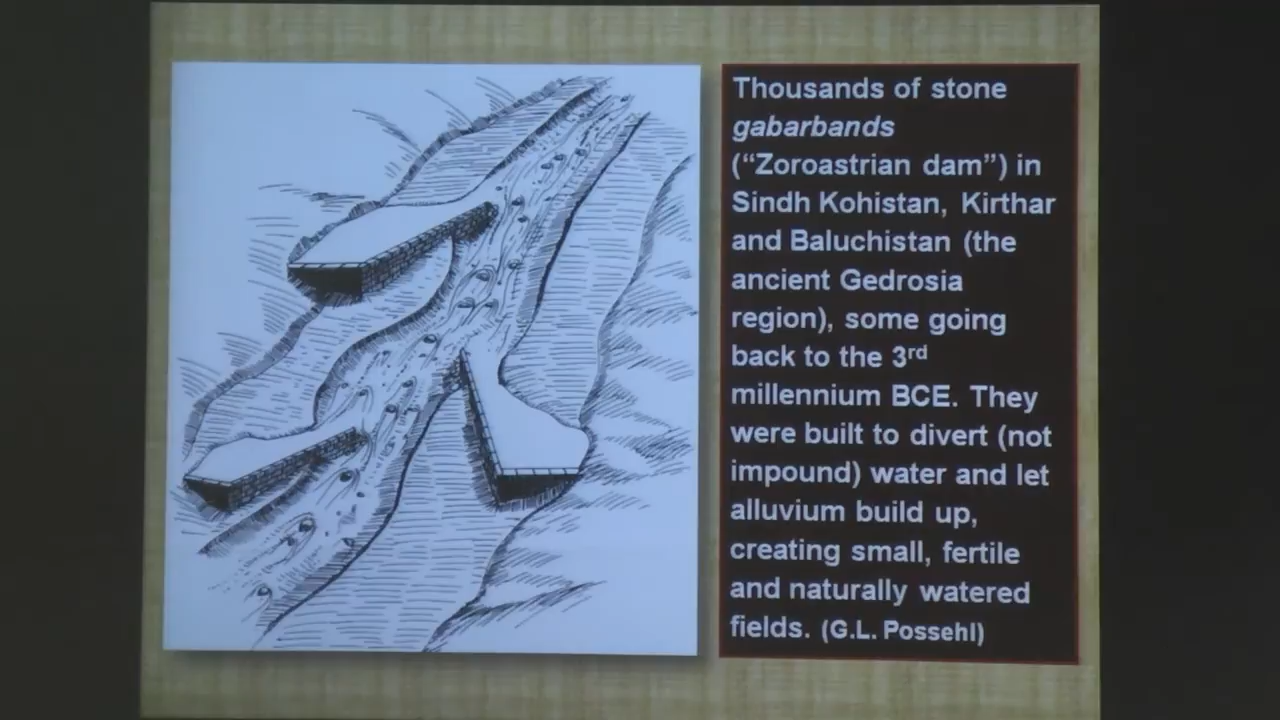 Thousands of stone
gabarbands
(“Zoroastrian dam”) in
Sindh Kohistan, Kirthar
and Baluchistan (the
ancient Gedrosia
region), some going
back to the 3rd
millennium BCE. They
were built to divert (not
impound) water and let
alluvium build up,
creating small, fertile
and naturally watered
fields. (G.L. Possehl)